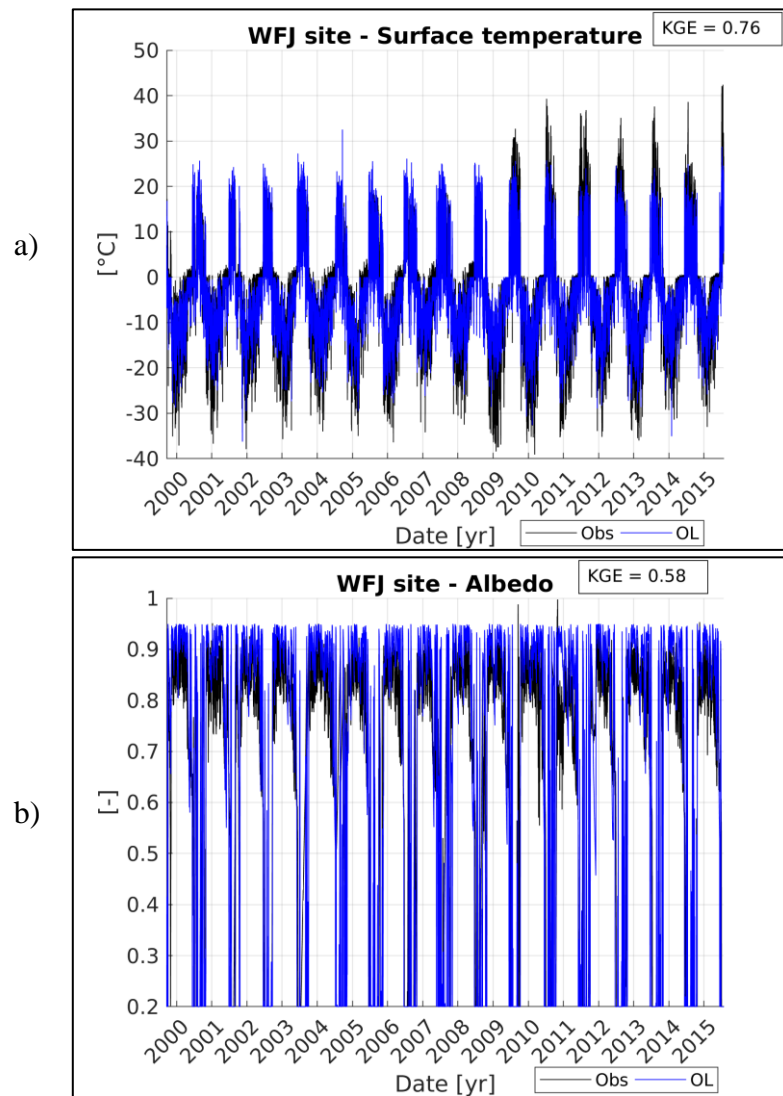 a)
WFJ site - Surface temperature
KGE = 0.76
50
40
30
20
10
0
-10
-20
-30
-40
[°C]
2000 2001 2002 2003 2004 2005 2006 2007 2008 2009 2010 2011 2012 2013 2014 2015
Date [yr]
Obs OL
b)
WFJ site - Albedo
KGE = 0.58
1
0.9
0.8
0.7
0.6
0.5
0.4
0.3
0.2
[-]
2000 2001 2002 2003 2004 2005 2006 2007 2008 2009 2010 2011 2012 2013 2014 2015
Date [yr]
Obs OL